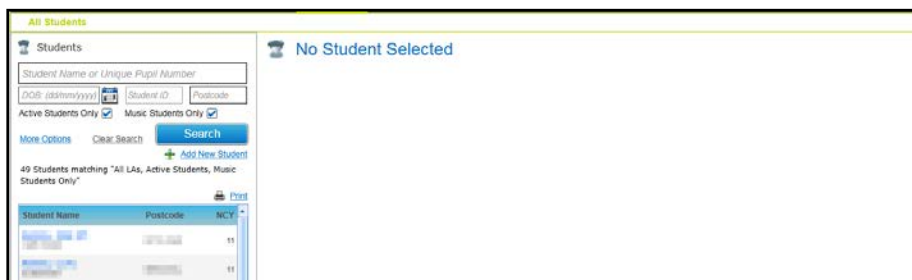 All Students
Students
No Student Selected
Student Name or Unique Pupil Number
DOB: (dd/mm/yyyy) Student ID: Postcode
Active Students Only Music Students Only
More Options Clear Search Search
Add New Student
49 Students matching "All LAs, Active Students, Music
Students Only"
Print
Student Name Postcode NCY
11
11